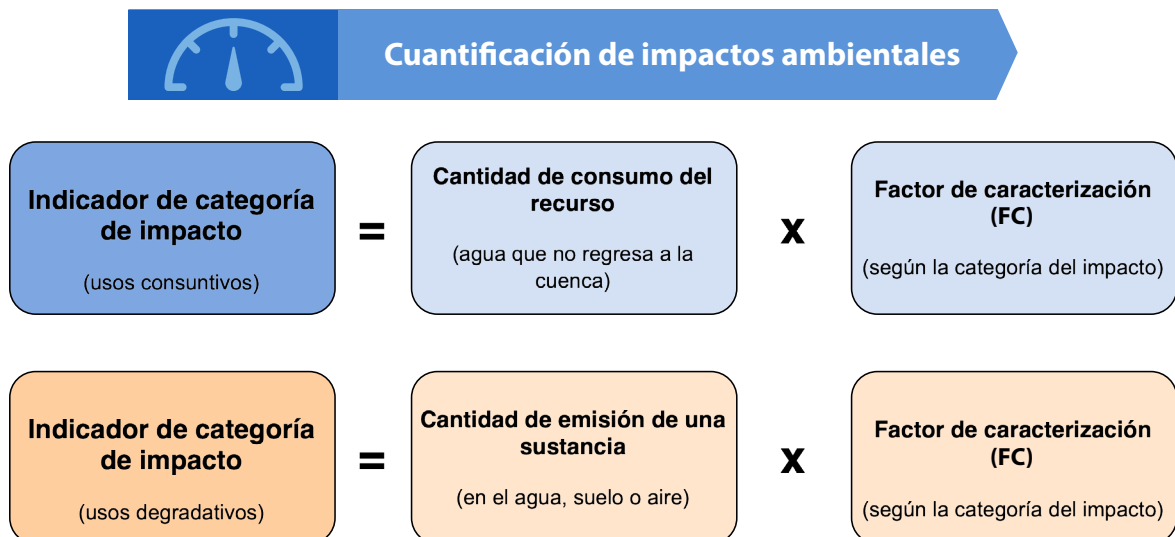 Cuantificación de impactos ambientales
Indicador de categoría
de impacto
(usos consuntivos)
=
Cantidad de consumo del
recurso
(agua que no regresa a la
cuenca)
x
Factor de caracterización
(FC)
(según la categoría del impacto)
Indicador de categoría
de impacto
(usos degradativos)
=
Cantidad de emisión de una
sustancia
(en el agua, suelo o aire)
x
Factor de caracterización
(FC)
(según la categoría del impacto)